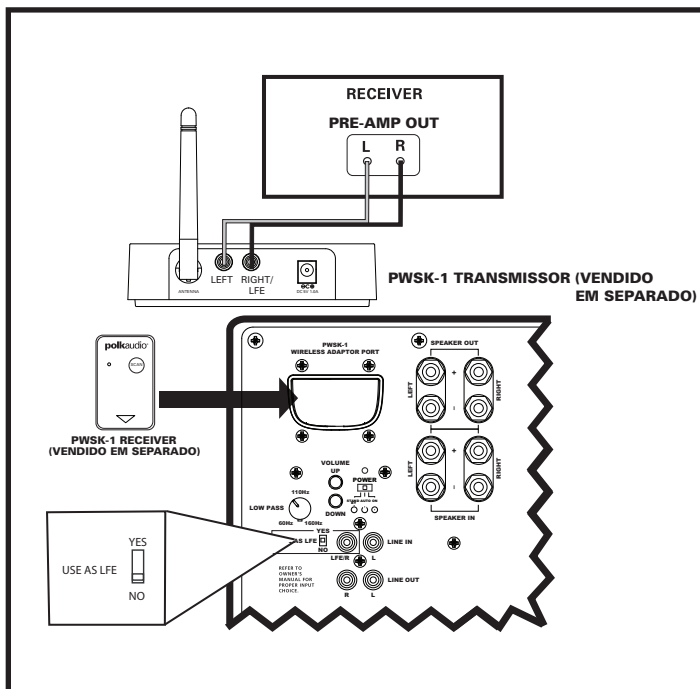 RECEIVER
PRE-AMP OUT
L R
ANTENNA
LEFT
RIGHT/
LFE
DC 9V 1.0A
PWSK-1 TRANSMISSOR (VENDIDO
EM SEPARADO)
polkaudio
SCAN
PWSK-1 RECEIVER
(VENDIDO EM SEPARADO)
PWSK-1
WIRELESS ADAPTOR PORT
SPEAKER OUT
LEFT
+
–
RIGHT
LEFT
+
–
RIGHT
SPEAKER IN
VOLUME
UP
DOWN
POWER
AUTO ON
LOW PASS
110Hz
60Hz 160Hz
YES
AS LFE
NO
LFE/R L
LINE IN
REFER TO
OWNER'S
MANUAL FOR
PROPER INPUT
CHOICE.
R L
LINE OUT
YES
USE AS LFE
NO